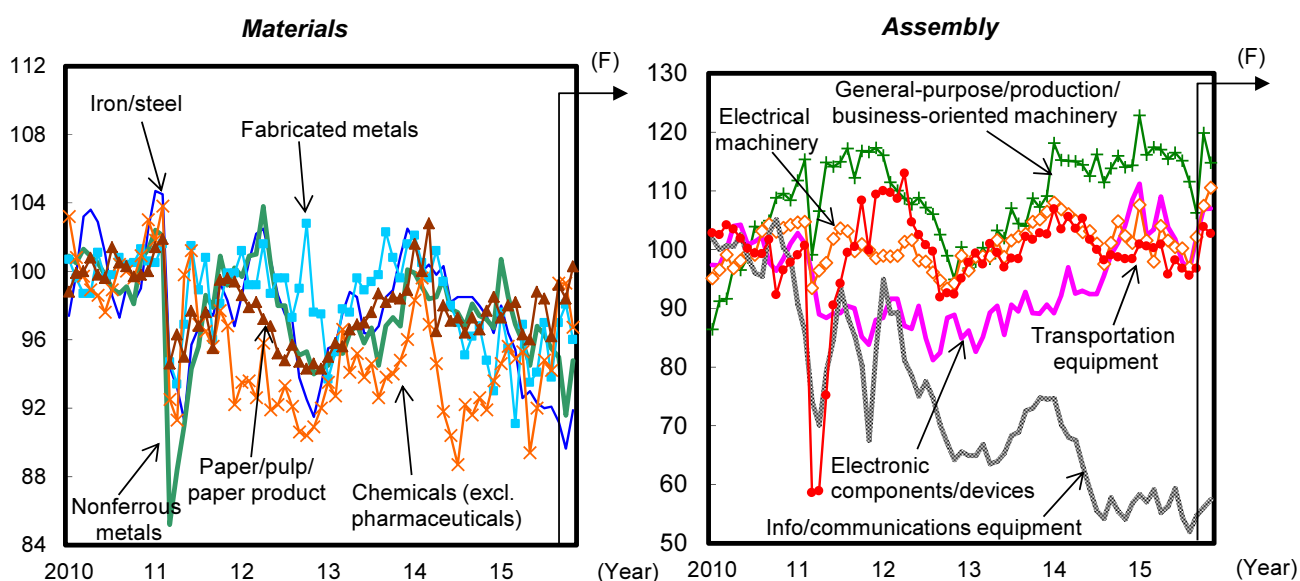 Materials
(F)
112
108
104
100
96
92
88
84
Iron/steel
Fabricated metals
Nonferrous
metals
Paper/pulp/
paper product
Chemicals (excl.
pharmaceuticals)
2010 11 12 13 14 15 (Year)
Assembly
(F)
130
120
110
100
90
80
70
60
50
General-purpose/production/
business-oriented machinery
Electrical
machinery
Transportation
equipment
Electronic
components/devices
Info/communications equipment
2010 11 12 13 14 15 (Year)